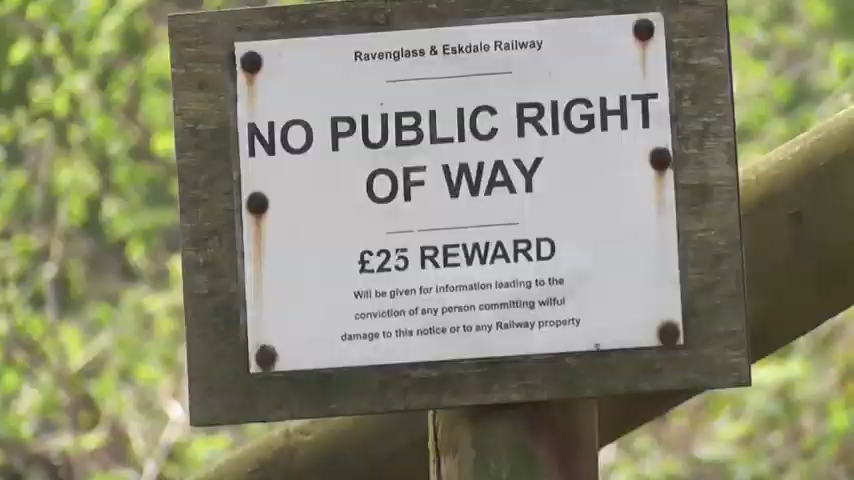 Ravenglass & Eskdale Railway
NO PUBLIC RIGHT
OF WAY
£25 REWARD
Will be given for information leading to the
conviction of any person committing wilful
damage to this notice or to any Railway property